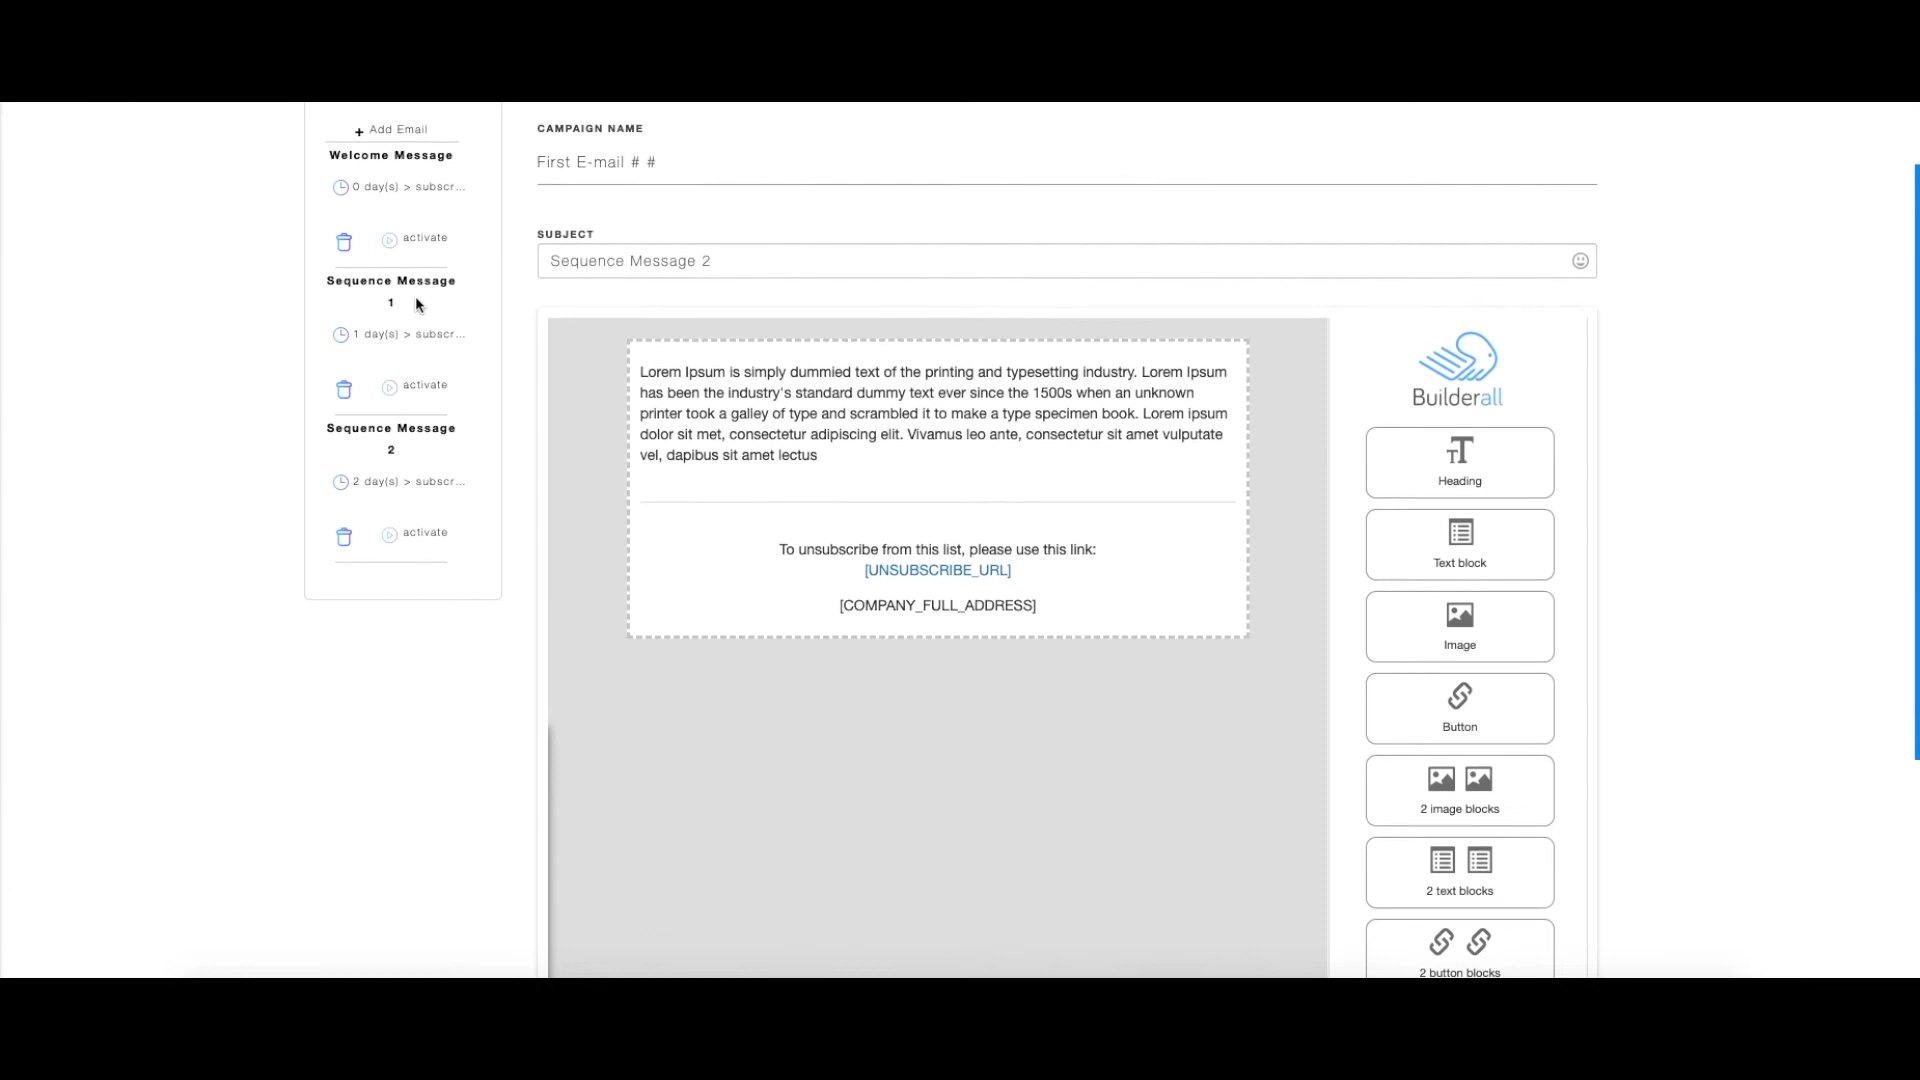 + Add Email
Welcome Message
0 day(s) > subscr...
activate
Sequence Message
1
1 day(s) > subscr...
activate
Sequence Message
2
2 day(s) > subscr...
activate
CAMPAIGN NAME
First E-mail # #
SUBJECT
Sequence Message 2
Lorem Ipsum is simply dummied text of the printing and typesetting industry. Lorem Ipsum
has been the industry's standard dummy text ever since the 1500s when an unknown
printer took a galley of type and scrambled it to make a type specimen book. Lorem ipsum
dolor sit met, consectetur adipiscing elit. Vivamus leo ante, consectetur sit amet vulputate
vel, dapibus sit amet lectus
To unsubscribe from this list, please use this link:
[UNSUBSCRIBE_URL]
[COMPANY_FULL_ADDRESS]
Builderall
Heading
Text block
Image
Button
2 image blocks
2 text blocks
2 button blocks